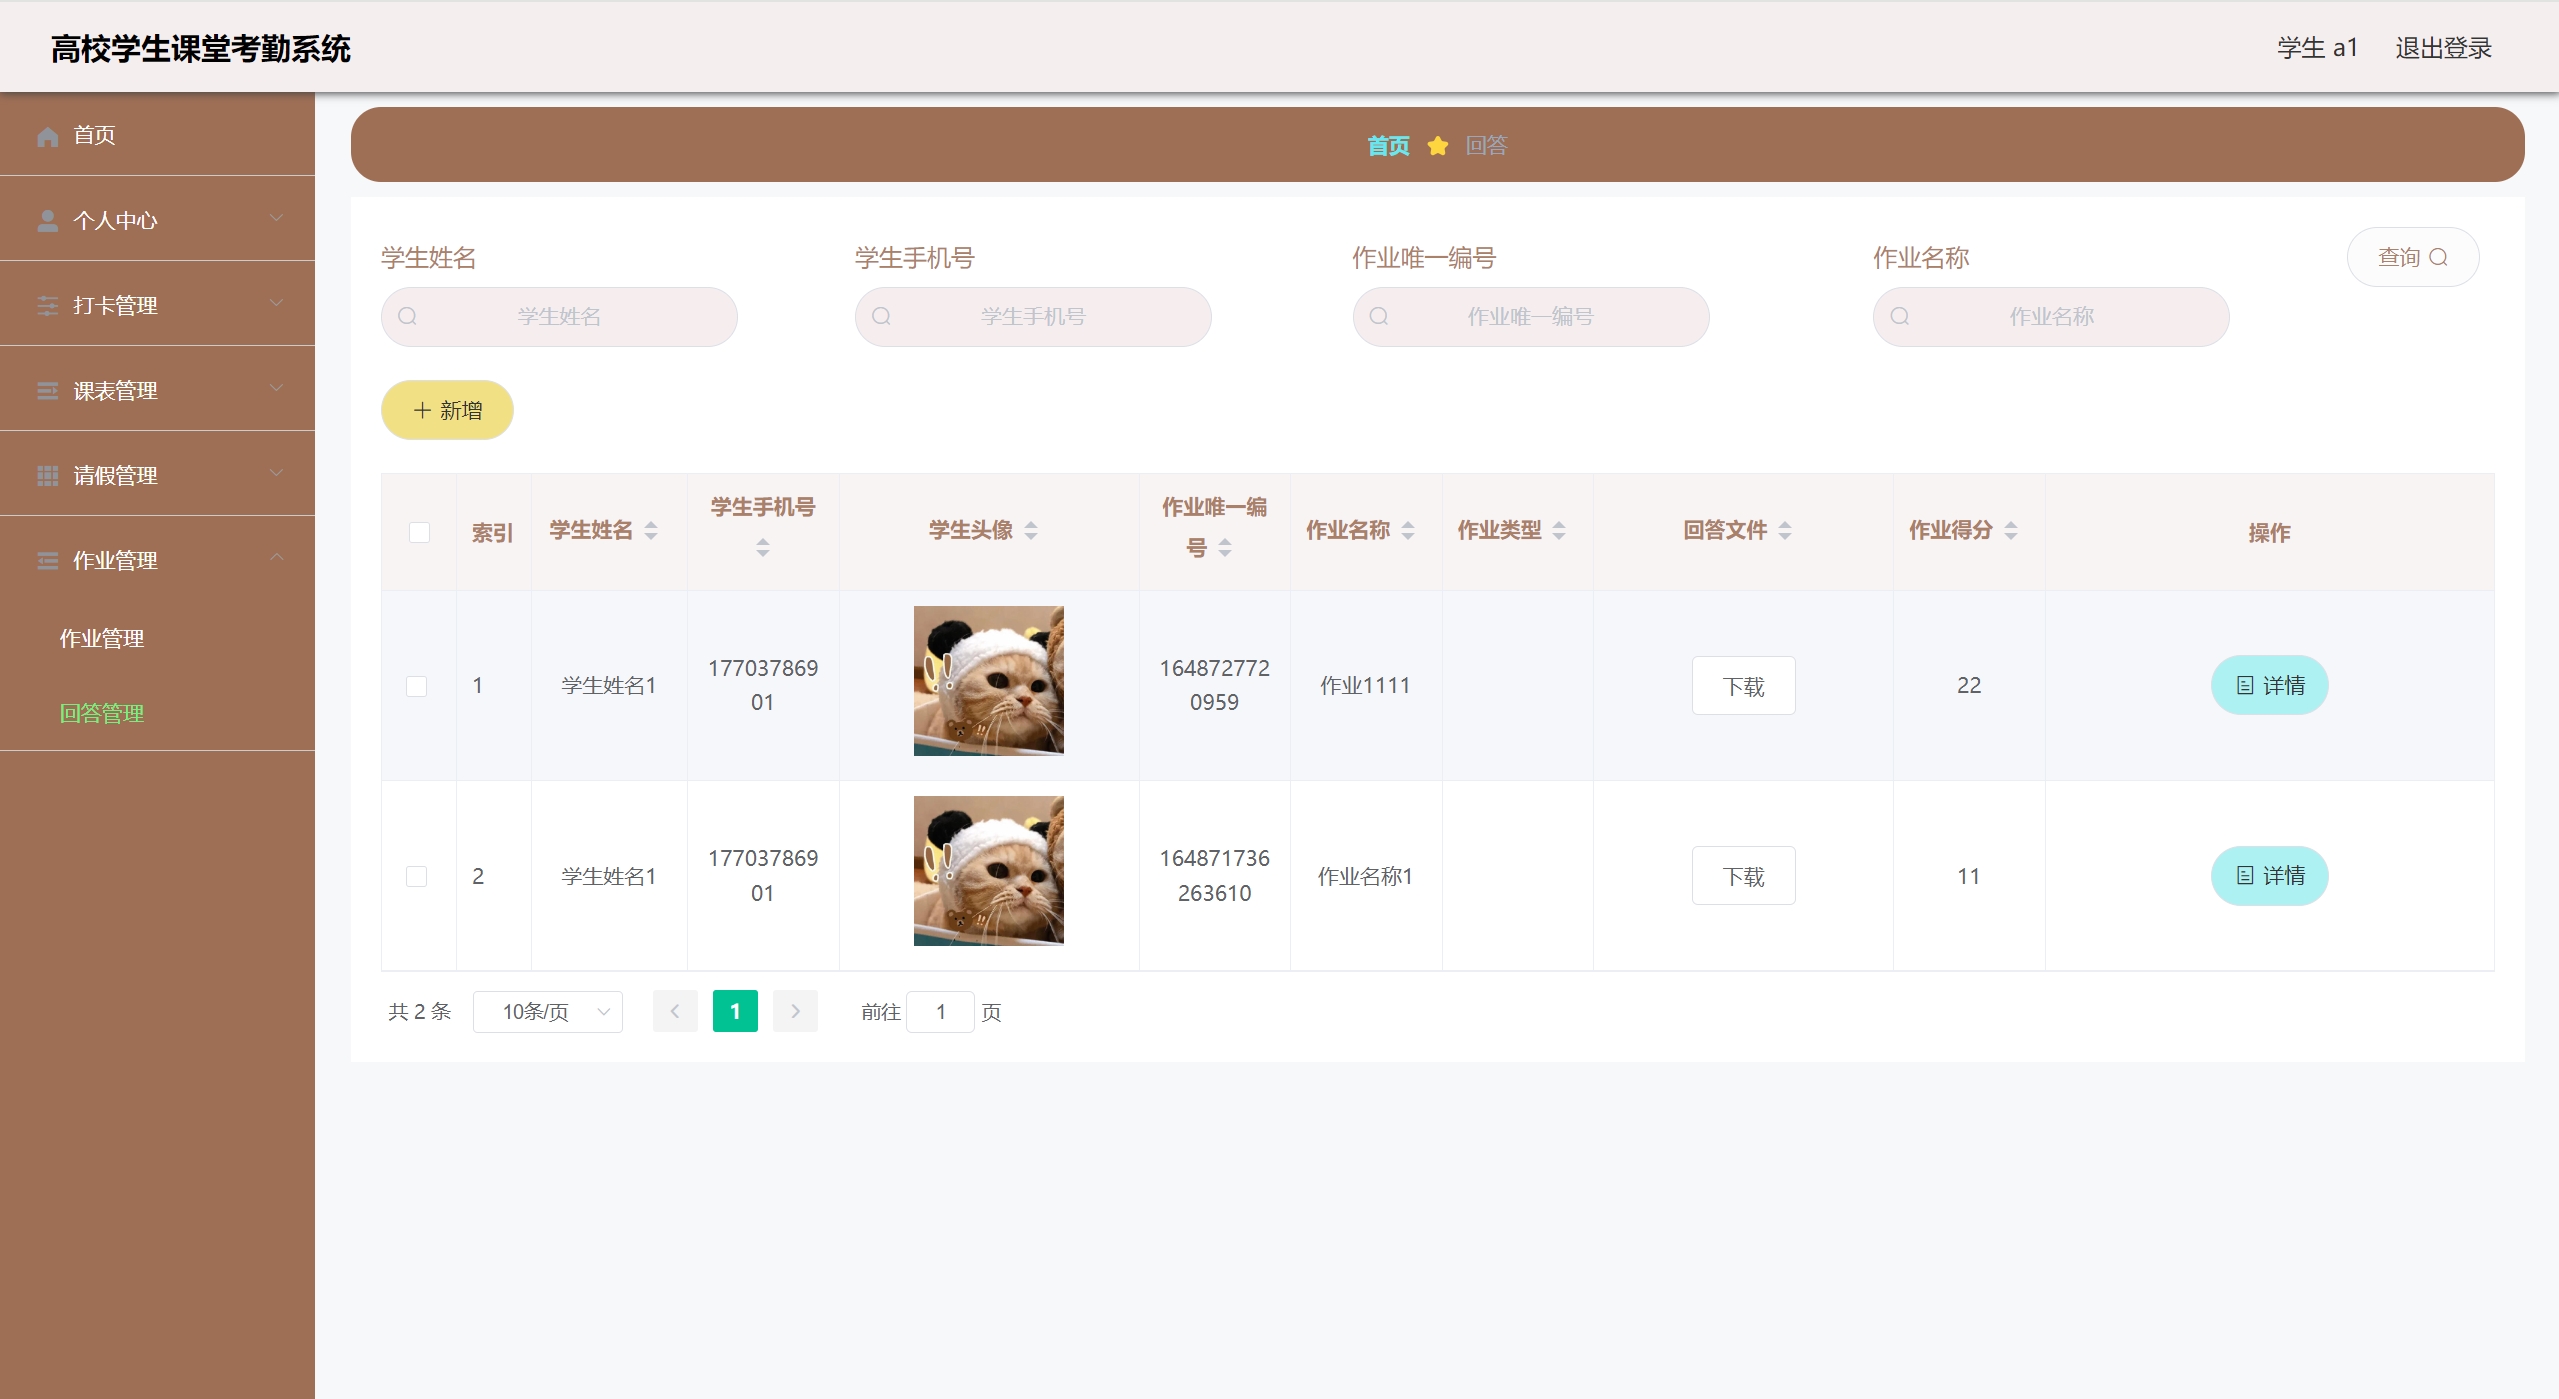 高校学生课堂考勤系统
学生 a1 退出登录
首页
个人中心
打卡管理
课表管理
请假管理
作业管理
作业管理
回答管理
首页 回答
学生姓名 学生手机号 作业唯一编号 作业名称 查询
学生姓名 学生手机号 作业唯一编号 作业名称
新增
索引 学生姓名 学生手机号 学生头像 作业唯一编号 作业名称 作业类型 回答文件 作业得分 操作
1 学生姓名1 17703786901 1648727720959 作业1111 下载 22 详情
2 学生姓名1 17703786901 164871736263610 作业名称1 下载 11 详情
共 2 条 10条/页 1 前往 1 页